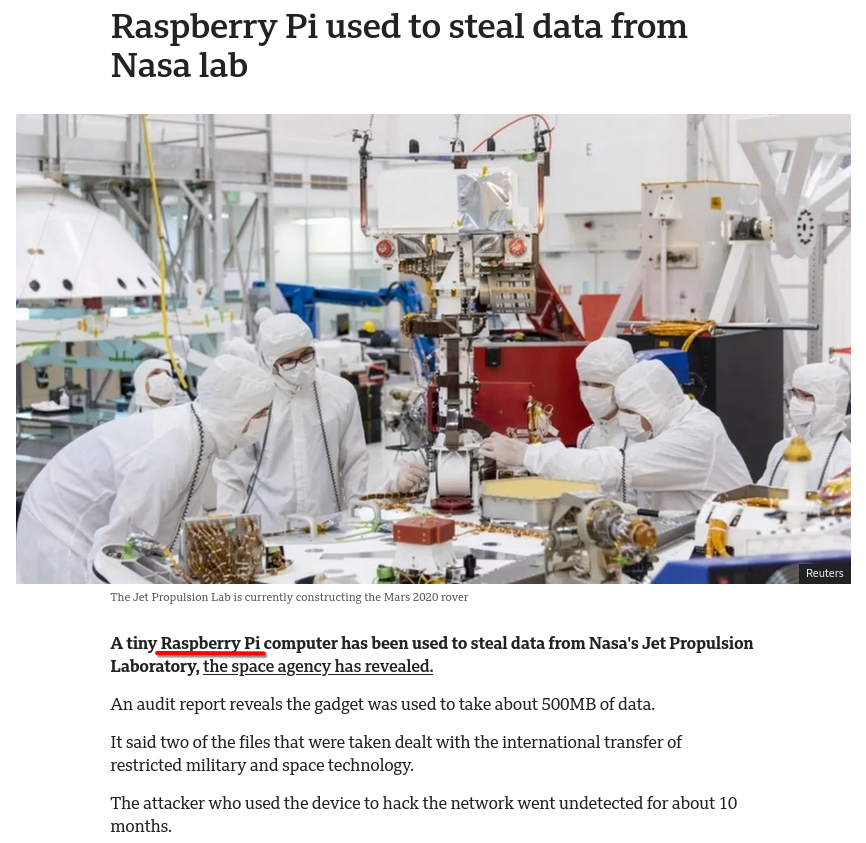 Raspberry Pi used to steal data from
Nasa lab
E
Reuters
The Jet Propulsion Lab is currently constructing the Mars 2020 rover
A tiny Raspberry Pi computer has been used to steal data from Nasa's Jet Propulsion
Laboratory, the space agency has revealed.
An audit report reveals the gadget was used to take about 500MB of data.
It said two of the files that were taken dealt with the international transfer of
restricted military and space technology.
The attacker who used the device to hack the network went undetected for about 10
months.